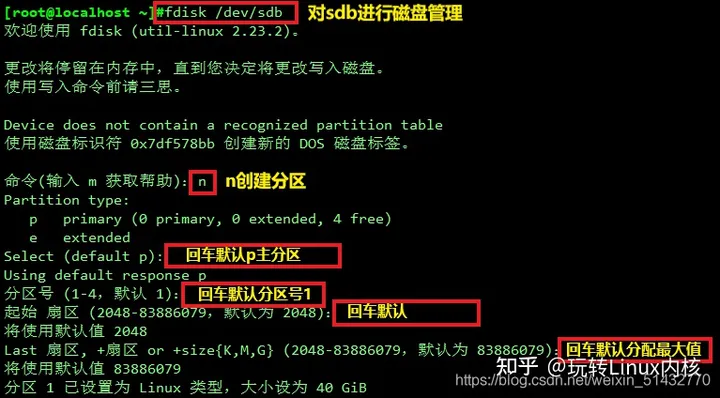 [root@localhost ~]#fdisk /dev/sdb 对sdb进行磁盘管理
欢迎使用 fdisk (util-linux 2.23.2)。
更改将停留在内存中，直到您决定将更改写入磁盘。
使用写入命令前请三思。
Device does not contain a recognized partition table
使用磁盘标识符 0x7df578bb 创建新的 DOS 磁盘标签。
命令(输入 m 获取帮助)：n n创建分区
Partition type:
p primary (0 primary, 0 extended, 4 free)
e extended
Select (default p): 回车默认p主分区
Using default response p
分区号 (1-4，默认 1)： 回车默认分区号1
起始 扇区 (2048-83886079，默认为 2048)： 回车默认
将使用默认值 2048
Last 扇区, +扇区 or +size{K,M,G} (2048-83886079，默认为 83886079)：回车默认分配最大值
将使用默认值 83886079
分区 1 已设置为 Linux 类型，大小设为 40 GiB
知乎 @玩转Linux内核
https://blog.csdn.net/weixin_51432770